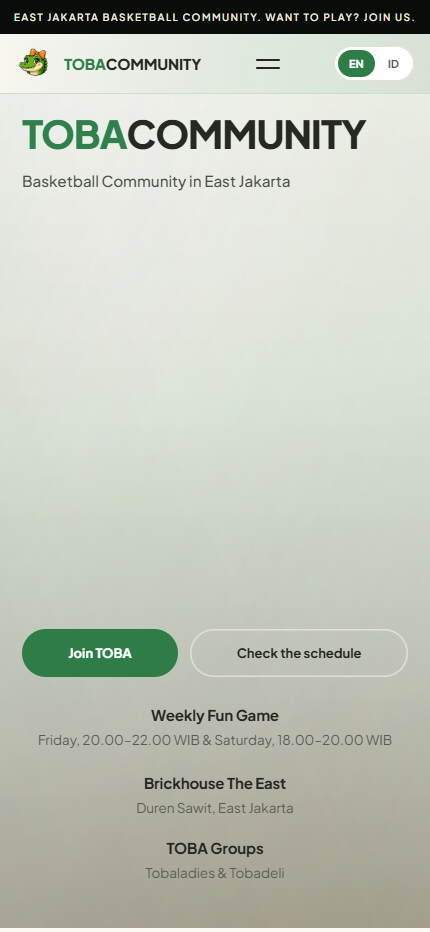 EAST JAKARTA BASKETBALL COMMUNITY. WANT TO PLAY? JOIN US.
TOBACOMMUNITY
EN
ID
TOBACOMMUNITY
Basketball Community in East Jakarta
Join TOBA
Check the schedule
Weekly Fun Game
Friday, 20.00–22.00 WIB & Saturday, 18.00–20.00 WIB
Brickhouse The East
Duren Sawit, East Jakarta
TOBA Groups
Tobaladies & Tobadeli